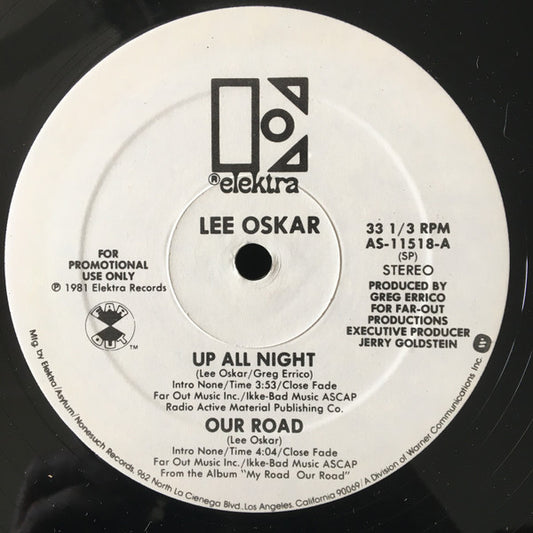 ® elektra
LEE OSKAR
FOR
PROMOTIONAL
USE ONLY
℗ 1981 Elektra Records
FAR
OUT
TM
33 1/3 RPM
AS-11518-A
(SP)
STEREO
PRODUCED BY
GREG ERRICO
FOR FAR-OUT
PRODUCTIONS
EXECUTIVE PRODUCER
JERRY GOLDSTEIN
UP ALL NIGHT
(Lee Oskar/Greg Errico)
Intro None/Time 3:53/Close Fade
Far Out Music Inc./Ikke-Bad Music ASCAP
Radio Active Material Publishing Co.
OUR ROAD
(Lee Oskar)
Intro None/Time 4:04/Close Fade
Far Out Music Inc./Ikke-Bad Music ASCAP
From the Album "My Road Our Road"
Mfg by Elektra/Asylum/Nonesuch Records, 962 North La Cienega Blvd., Los Angeles, California 90069/A Division of Warner Communications Inc.